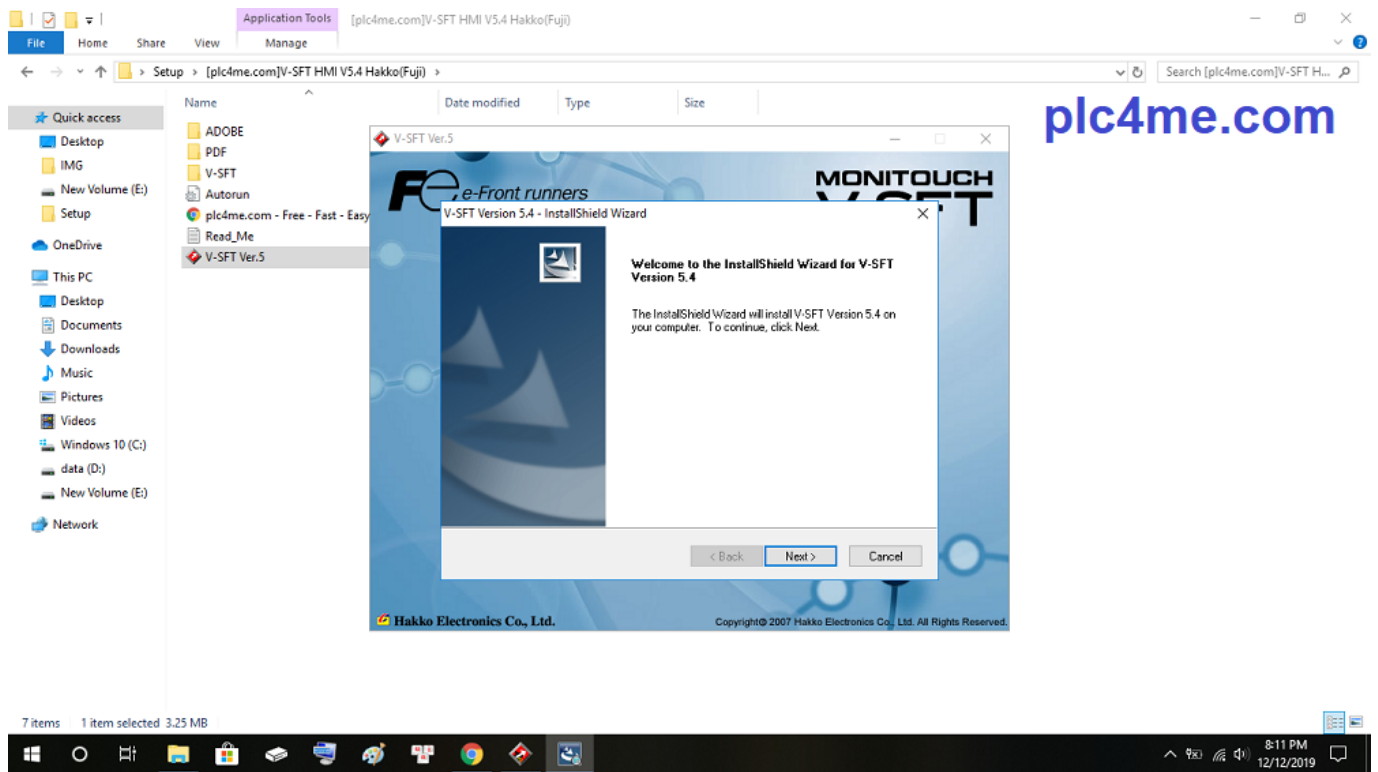 Application Tools
[plc4me.com]V-SFT HMI V5.4 Hakko(Fuji)
File
Home
Share
View
Manage
Setup > [plc4me.com]V-SFT HMI V5.4 Hakko(Fuji) >
Search [plc4me.com]V-SFT H...
Name
Date modified
Type
Size
plc4me.com
Quick access
Desktop
IMG
New Volume (E:)
Setup
OneDrive
This PC
Desktop
Documents
Downloads
Music
Pictures
Videos
Windows 10 (C:)
data (D:)
New Volume (E:)
Network
ADOBE
PDF
V-SFT
Autorun
plc4me.com - Free - Fast - Easy
Read_Me
V-SFT Ver.5
V-SFT Ver.5
Fe e-Front runners
MONITOUCH
V-SFT Version 5.4 - InstallShield Wizard
Welcome to the InstallShield Wizard for V-SFT
Version 5.4
The InstallShield Wizard will install V-SFT Version 5.4 on
your computer. To continue, click Next.
< Back
Next >
Cancel
Hakko Electronics Co., Ltd.
Copyright© 2007 Hakko Electronics Co., Ltd. All Rights Reserved.
7 items
1 item selected 3.25 MB
8:11 PM
12/12/2019